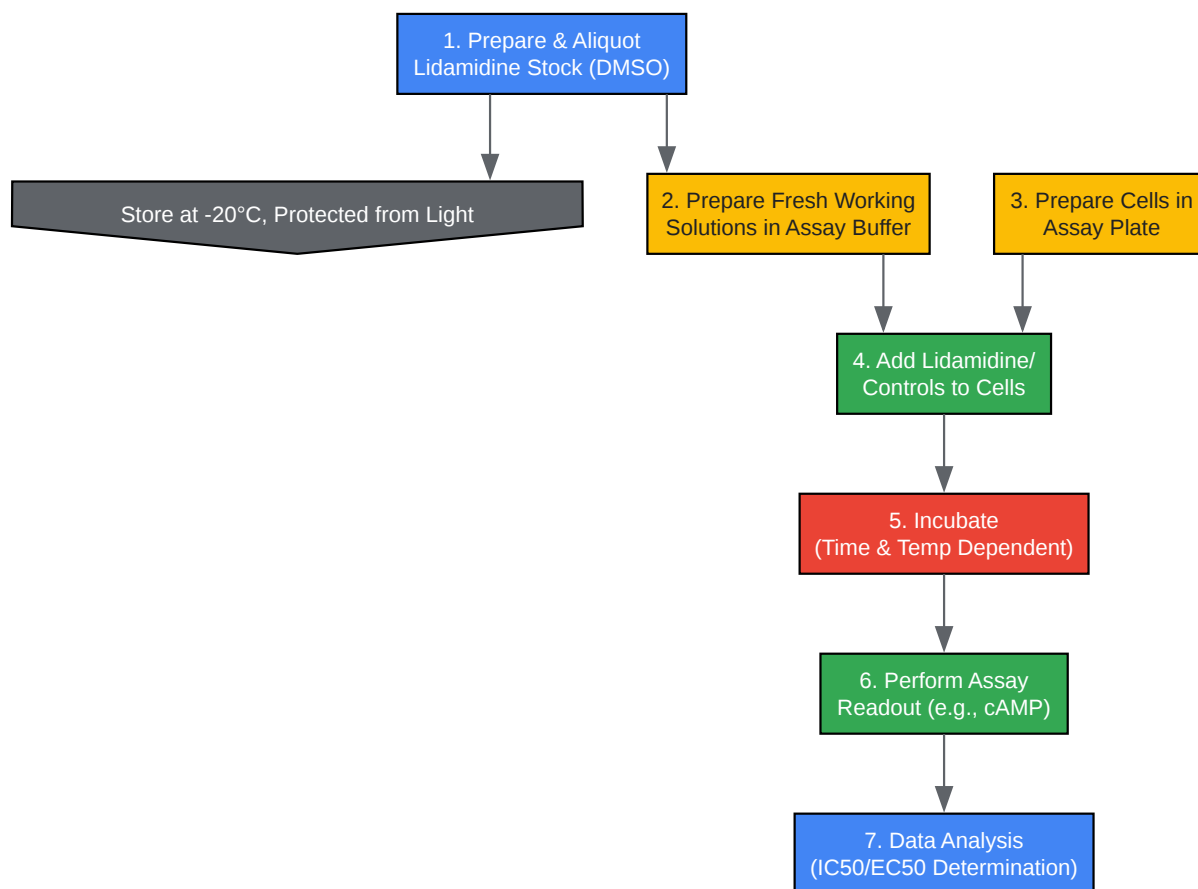 1. Prepare & Aliquot
Lidamidine Stock (DMSO)
Store at -20°C, Protected from Light
2. Prepare Fresh Working
Solutions in Assay Buffer
3. Prepare Cells in
Assay Plate
4. Add Lidamidine/
Controls to Cells
5. Incubate
(Time & Temp Dependent)
6. Perform Assay
Readout (e.g., cAMP)
7. Data Analysis
(IC50/EC50 Determination)